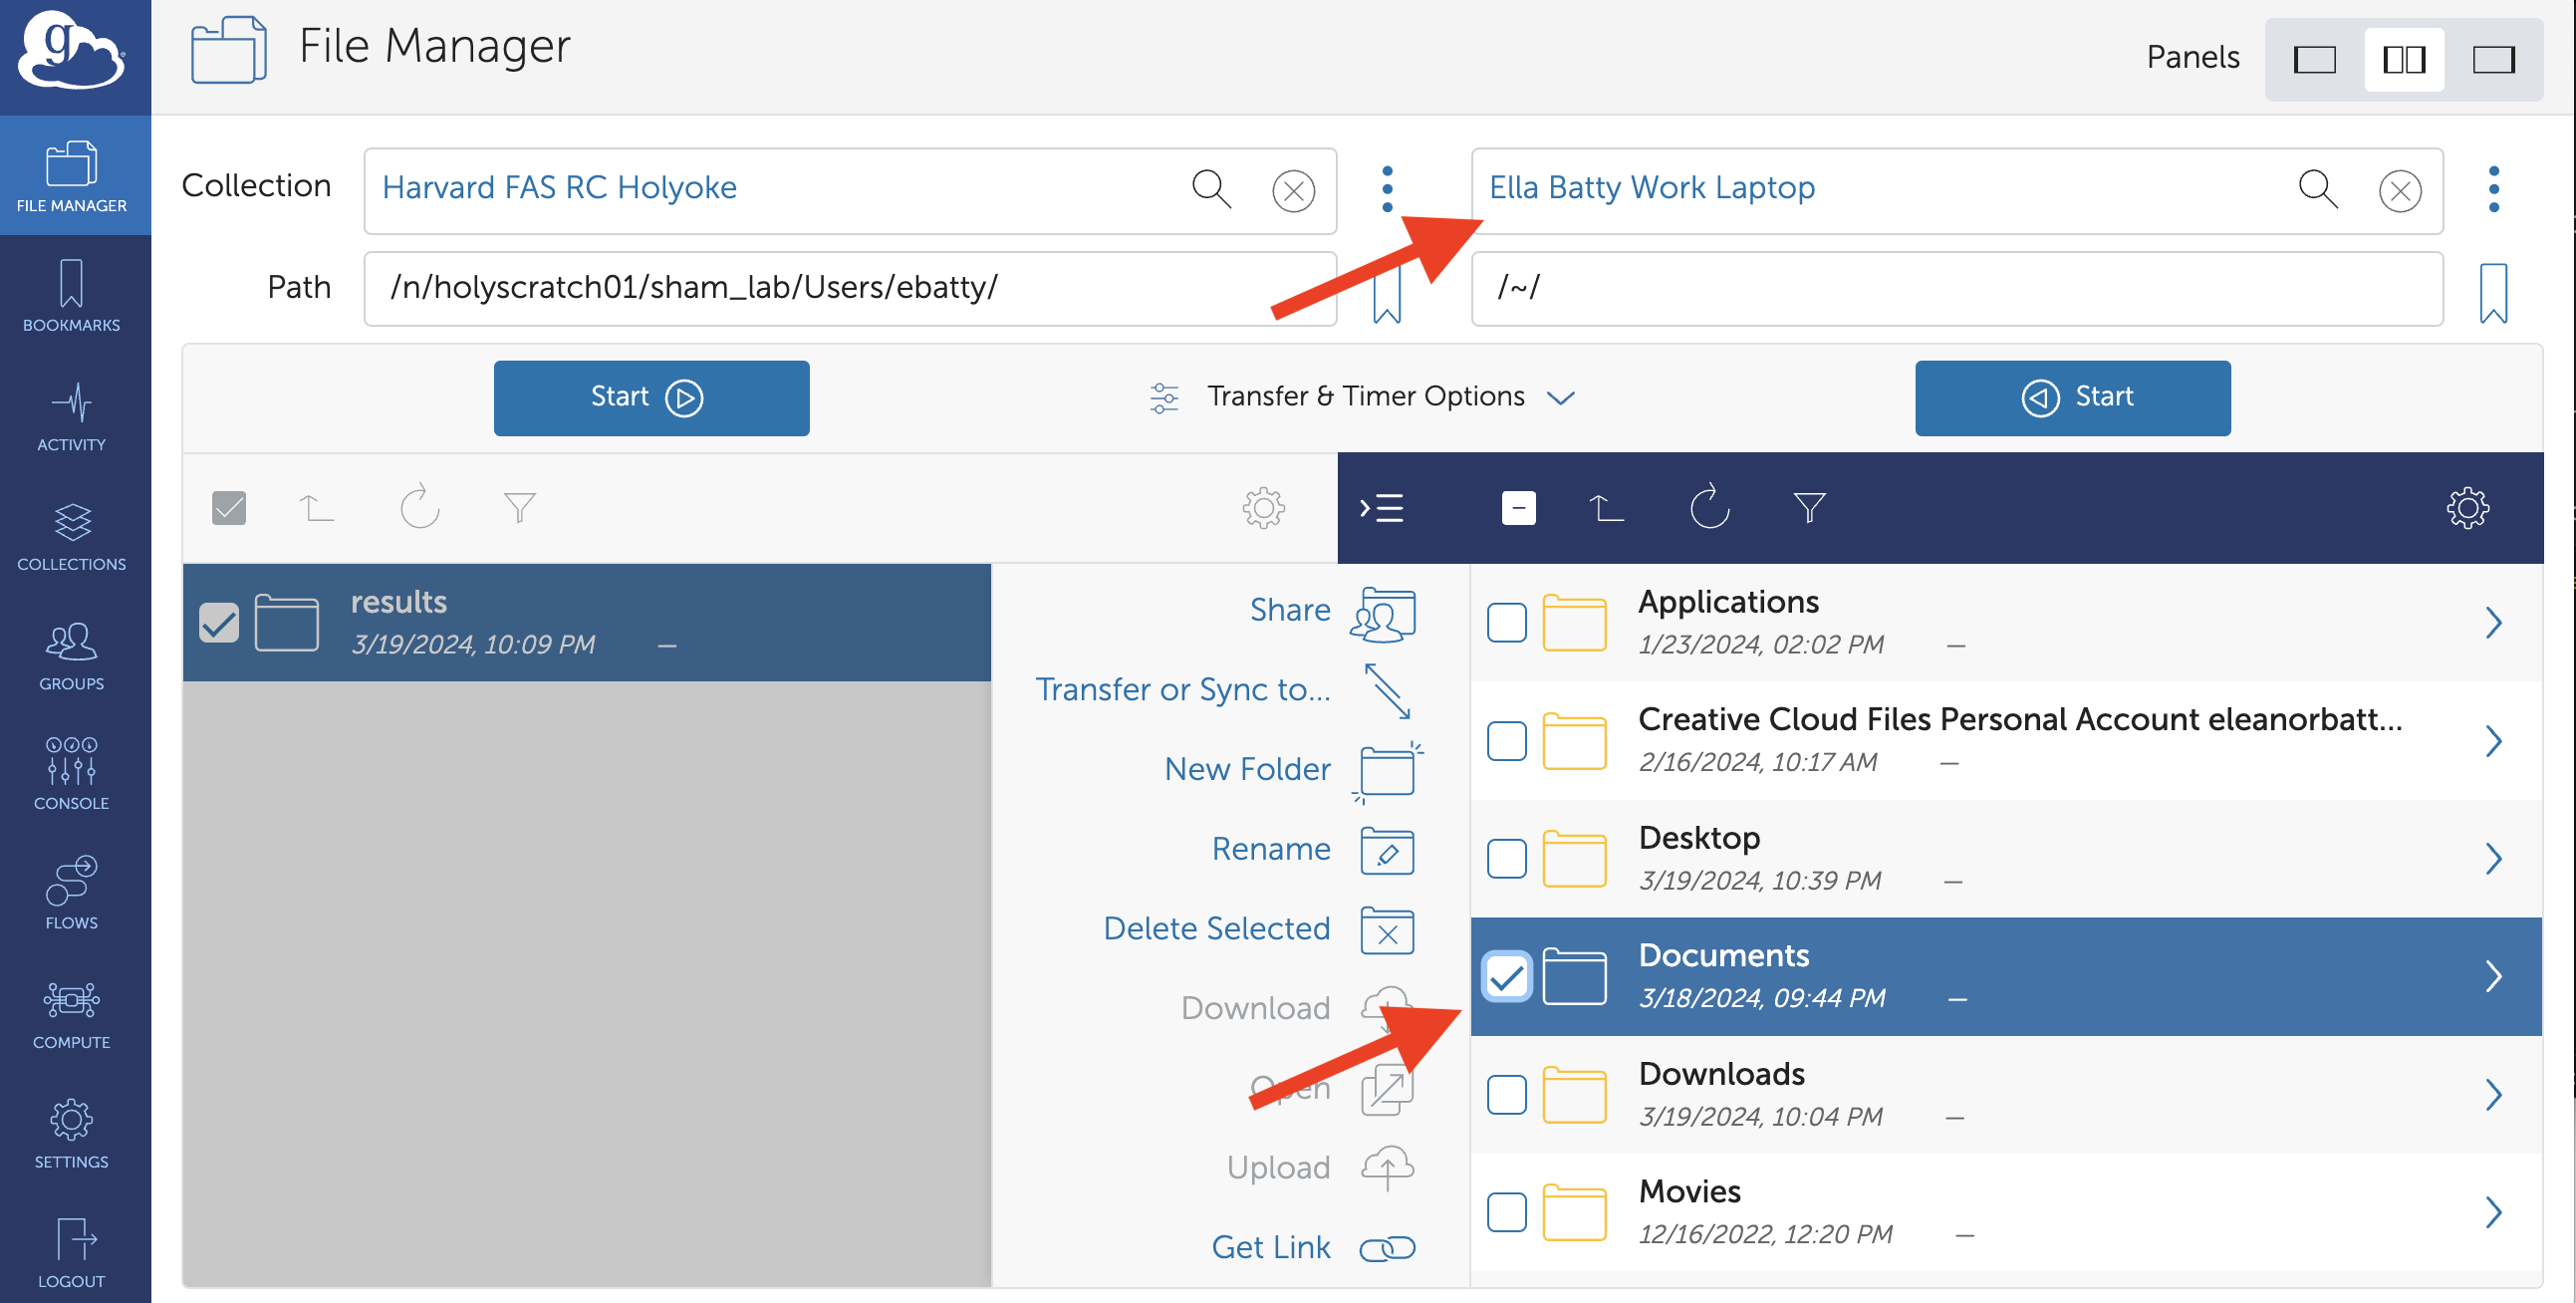 g
File Manager
Panels
FILE MANAGER
BOOKMARKS
ACTIVITY
COLLECTIONS
GROUPS
CONSOLE
FLOWS
COMPUTE
SETTINGS
LOGOUT
Collection
Harvard FAS RC Holyoke
Ella Batty Work Laptop
Path
/n/holyscratch01/sham_lab/Users/ebatty/
/~/
Start
Transfer & Timer Options
Start
results
3/19/2024, 10:09 PM —
Share
Transfer or Sync to...
New Folder
Rename
Delete Selected
Download
Open
Upload
Get Link
Applications
1/23/2024, 02:02 PM —
Creative Cloud Files Personal Account eleanorbatt...
2/16/2024, 10:17 AM —
Desktop
3/19/2024, 10:39 PM —
Documents
3/18/2024, 09:44 PM —
Downloads
3/19/2024, 10:04 PM —
Movies
12/16/2022, 12:20 PM —